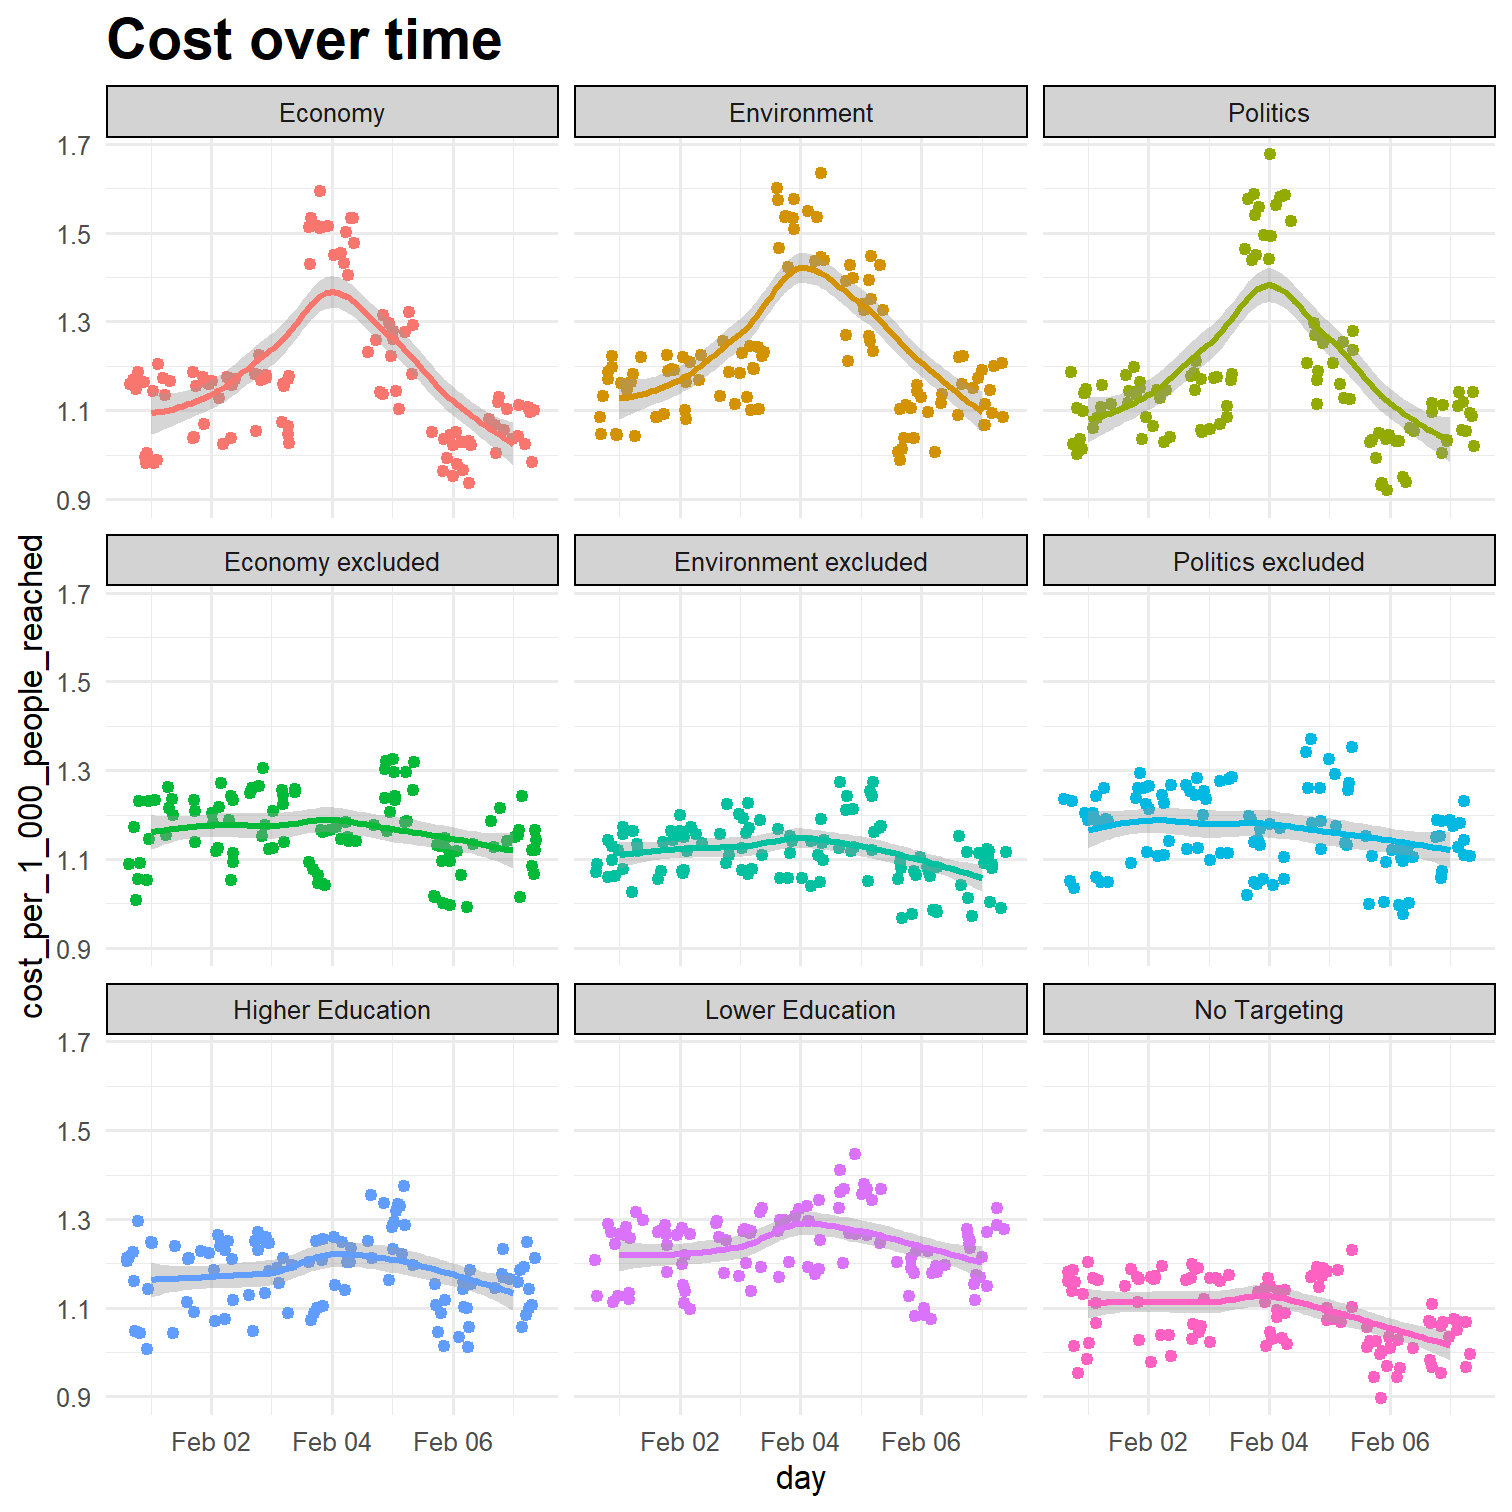 Cost over time
Economy
Environment
Politics
1.7
1.5
1.3
1.1
0.9
Economy excluded
Environment excluded
Politics excluded
1.7
1.5
1.3
1.1
0.9
cost_per_1_000_people_reached
Higher Education
Lower Education
No Targeting
1.7
1.5
1.3
1.1
0.9
Feb 02
Feb 04
Feb 06
Feb 02
Feb 04
Feb 06
Feb 02
Feb 04
Feb 06
day